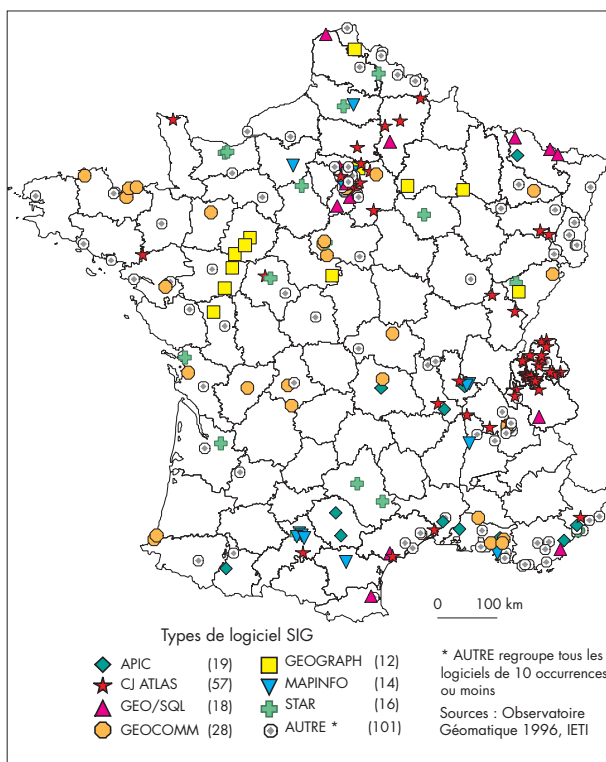 0 100 km
Types de logiciel SIG
APIC (19)
CJ ATLAS (57)
GEO/SQL (18)
GEOCOMM (28)
GEOGRAPH (12)
MAPINFO (14)
STAR (16)
AUTRE * (101)
* AUTRE regroupe tous les
logiciels de 10 occurrences
ou moins
Sources : Observatoire
Géomatique 1996, IETI